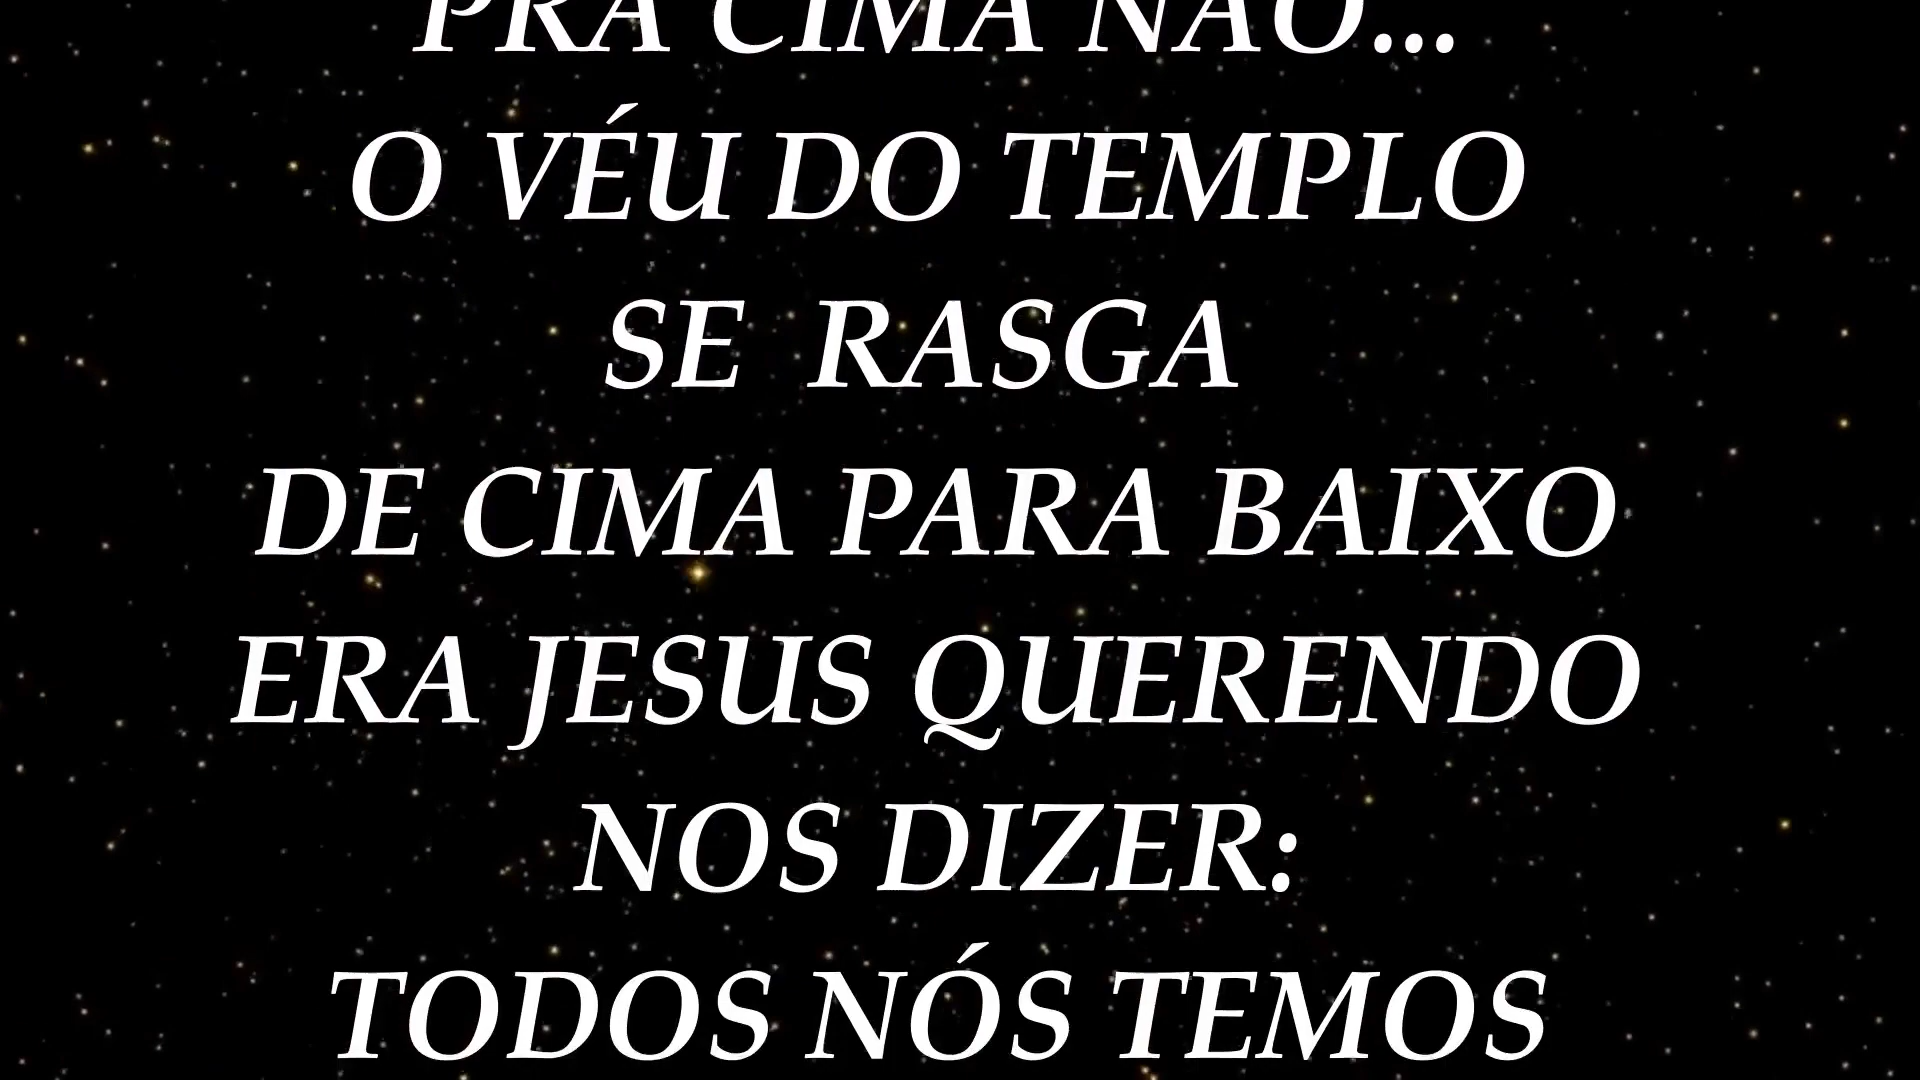 PRA CIMA NÃO...
O VÉU DO TEMPLO
SE RASGA
DE CIMA PARA BAIXO
ERA JESUS QUERENDO
NOS DIZER:
TODOS NÓS TEMOS